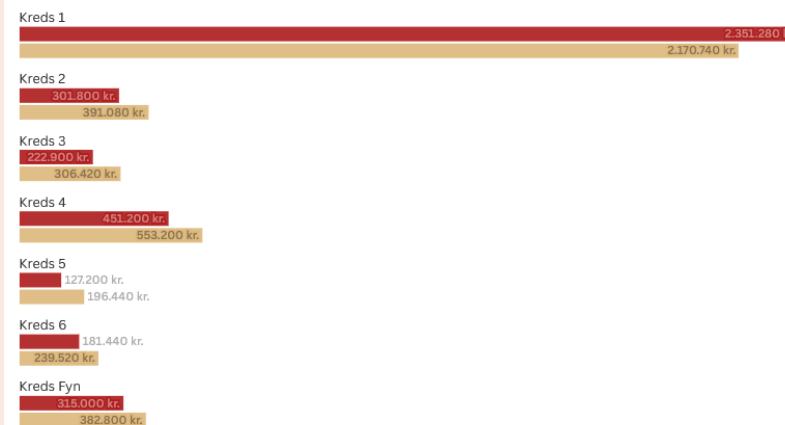 Kreds 1
2.351.280
2.170.740 kr.
Kreds 2
301.800 kr.
391.080 kr.
Kreds 3
222.900 kr.
306.420 kr.
Kreds 4
451.200 kr.
553.200 kr.
Kreds 5
127.200 kr.
196.440 kr.
Kreds 6
181.440 kr.
239.520 kr.
Kreds Fyn
315.000 kr.
382.800 kr.